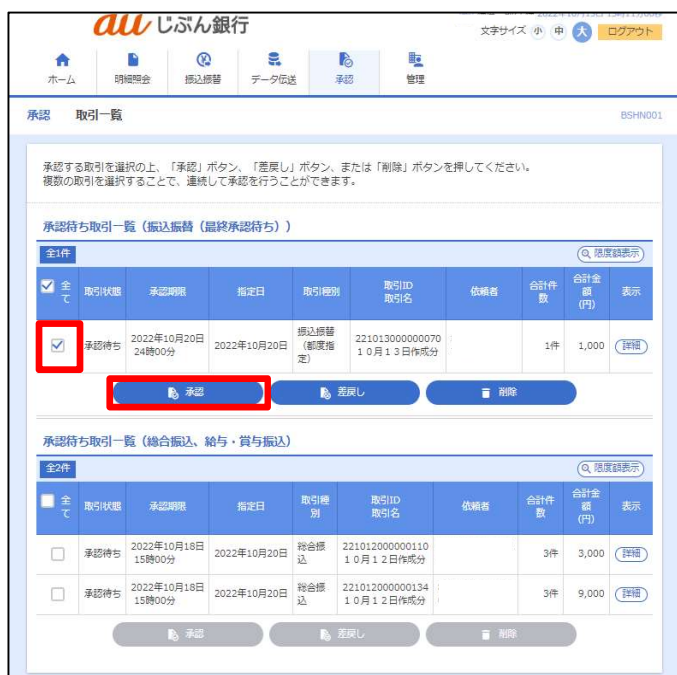 au じぶん銀行
文字サイズ 小 中 大 ログアウト
ホーム 明細照会 振込振替 データ伝送 承認 管理
承認 取引一覧 BSHN001
承認する取引を選択の上、「承認」ボタン、「差戻し」ボタン、または「削除」ボタンを押してください。
複数の取引を選択することで、連続して承認を行うことができます。
承認待ち取引一覧（振込振替（最終承認待ち））
全1件 限度額表示
全て 取引状態 承認期限 指定日 取引種別 取引ID 取引名 依頼者 合計件数 合計金額(円) 表示
承認待ち 2022年10月20日 24時00分 2022年10月20日 振込振替（都度指定） 221013000000070 １０月１３日作成分 1件 1,000 詳細
承認 差戻し 削除
承認待ち取引一覧（総合振込、給与・賞与振込）
全2件 限度額表示
全て 取引状態 承認期限 指定日 取引種別 取引ID 取引名 依頼者 合計件数 合計金額(円) 表示
承認待ち 2022年10月18日 15時00分 2022年10月20日 総合振込 221012000000110 １０月１２日作成分 3件 3,000 詳細
承認待ち 2022年10月18日 15時00分 2022年10月20日 総合振込 221012000000134 １０月１２日作成分 3件 9,000 詳細
承認 差戻し 削除